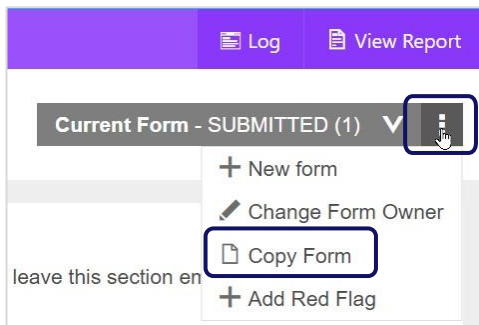 Log View Report
Current Form - SUBMITTED (1)
New form
Change Form Owner
Copy Form
leave this section en
Add Red Flag